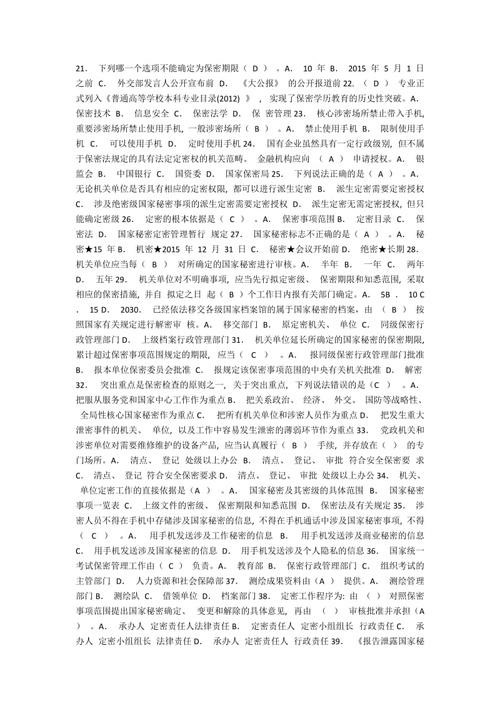 21. 下列哪一个选项不能确定为保密期限（ D ） 。A． 10 年 B． 2015 年 5 月 1 日
之前 C． 外交部发言人公开宣布前 D． 《大公报》 的公开报道前 22. （ D ） 专业正
式列入《普通高等学校本科专业目录(2012) 》 , 实现了保密学历教育的历史性突破。A．
保密技术 B． 信息安全 C． 保密法学 D． 保 密管理 23． 核心涉密场所禁止带入手机,
重要涉密场所禁止使用手机, 一般涉密场所（ B ） 。A． 禁止使用手机 B． 限制使用手
机 C． 可以使用手机 D． 定时使用手机 24． 国有企业虽然具有一定行政级别, 但不属
于保密法规定的具有法定定密权的机关范畴、 金融机构应向 （ A ） 申请授权。A． 银
监会 B． 中国银行 C． 国资委 D． 国家保密局 25． 下列说法正确的是（ A ） 。A．
无论机关单位是否具有相应的定密权限, 都可以进行派生定密 B． 派生定密需要定密授权
C． 涉及绝密级国家秘密事项的派生定密需要定密授权 D． 派生定密无需定密授权, 但只
能定密级 26． 定密的根本依据是（ C ） 。A． 保密事项范围 B． 定密目录 C． 保
密法 D． 国家秘密定密管理暂行 规定 27． 国家秘密标志不正确的是（ A ） 。A． 秘
密★15 年 B． 机密★2015 年 12 月 31 日 C． 秘密★会议开始前 D． 绝密★长期 28．
机关单位应当每（ B ） 对所确定的国家秘密进行审核。A． 半年 B． 一年 C． 两年
D． 五年 29． 机关单位对不明确事项, 应当先行拟定密级、 保密期限和知悉范围, 采取
相应的保密措施, 并自 拟定之日 起（ B ）个工作日内报有关部门确定。A． 5B ． 10 C
． 15 D． 2030． 已经依法移交各级国家档案馆的属于国家秘密的档案, 由 （ B ） 按
照国家有关规定进行解密审 核。A． 移交部门 B． 原定密机关、 单位 C． 同级保密行
政管理部门 D． 上级档案行政管理部门 31． 机关单位延长所确定的国家秘密的保密期限,
累计超过保密事项范围规定的期限, 应当（ C ） 。A． 报同级保密行政管理部门批准
B． 报本单位保密委员会批准 C． 报规定该保密事项范围的中央有关机关批准 D． 解密
32． 突出重点是保密检查的原则之一, 关于突出重点, 下列说法错误的是（C ） 。A．
把服从服务党和国家中心工作作为重点 B． 把关系政治、 经济、 外交、 国防等战略性、
全局性核心国家秘密作为重点 C． 把所有机关单位和涉密人员作为重点 D． 把发生重大
泄密事件的机关、 单位, 以及工作中容易发生泄密的薄弱环节作为重点 33． 党政机关和
涉密单位对需要维修维护的设备产品, 应当认真履行（ B ） 手续, 并存放在（ ） 的专
门场所。A． 清点、 登记 处级以上办公 B． 清点、 登记、 审批 符合安全保密要 求
C． 清点、 登记 符合安全保密要求 D． 清点、 登记、 审批 处级以上办公 34． 机关、
单位定密工作的直接依据是（A ） 。A． 国家秘密及其密级的具体范围 B． 国家秘密
事项一览表 C． 上级文件的密级、 保密期限和知悉范围 D． 保密法及有关规定 35． 涉
密人员不得在手机中存储涉及国家秘密的信息, 不得在手机通话中涉及国家秘密事项, 不得
（ C ） 。A． 用手机发送涉及工作秘密的信息 B． 用手机发送涉及商业秘密的信息
C． 用手机发送涉及国家秘密的信息 D． 用手机发送涉及个人隐私的信息 36． 国家统一
考试保密管理工作由（ C ） 负责。A． 教育部 B． 保密行政管理部门 C． 组织考试的
主管部门 D． 人力资源和社会保障部 37． 测绘成果资料由（A ） 提供。A． 测绘管理
部门 B． 测绘队 C． 借领单位 D． 档案部门 38． 定密工作程序为: 由（ ）对照保密
事项范围提出国家秘密确定、 变更和解除的具体意见, 再由 （ ） 审核批准并承担（A
） 。A． 承办人 定密责任人法律责任 B． 定密责任人 定密小组组长 行政责任 C． 承
办人 定密小组组长 法律责任 D． 承办人 定密责任人 行政责任 39． 《报告泄露国家秘